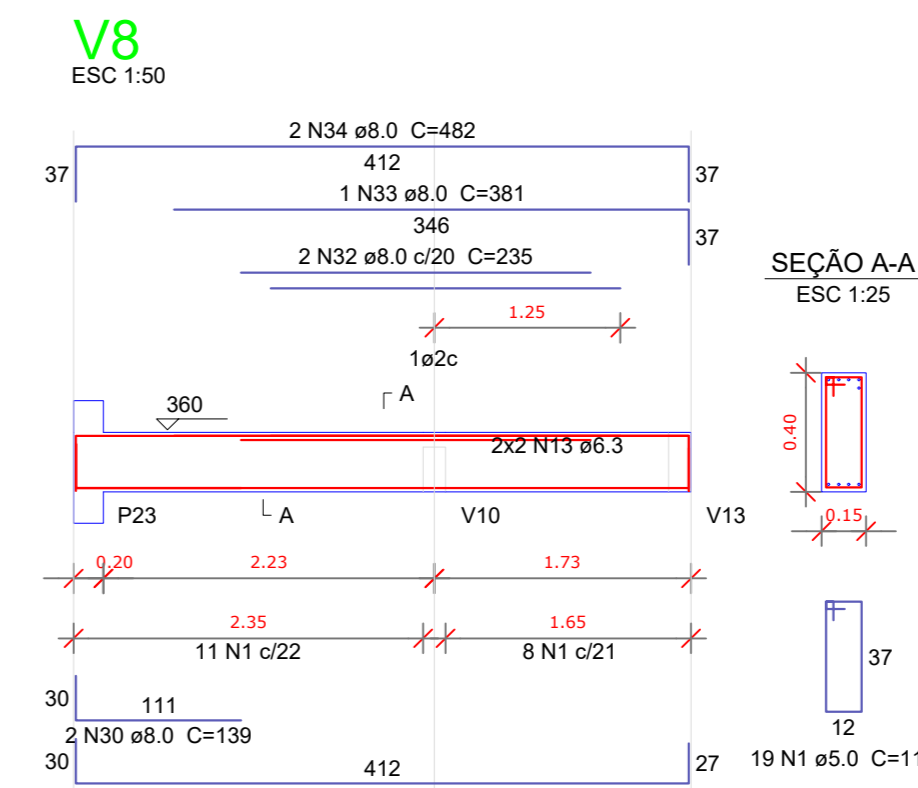 V8
ESC 1:50
2 N34 ø8.0 C=482
37
412
37
1 N33 ø8.0 C=381
346
37
2 N32 ø8.0 c/20 C=235
SEÇÃO A-A
ESC 1:25
1.25
1ø2c
A
360
2x2 N13 ø6.3
0.40
P23
A
V10
V13
0.15
0.20
2.23
1.73
2.35
1.65
11 N1 c/22
8 N1 c/21
37
30
111
12
2 N30 ø8.0 C=139
19 N1 ø5.0
30
412
27